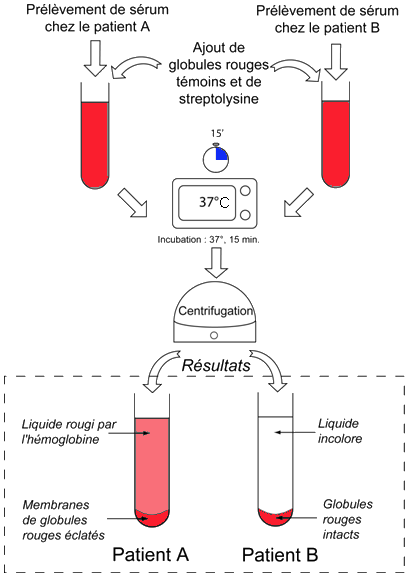 Prélèvement de sérum
chez le patient A
Prélèvement de sérum
chez le patient B
Ajout de
globules rouges
témoins et de
streptolysine
15'
37°C
Incubation : 37°, 15 min.
Centrifugation
Résultats
Liquide rougi par
l'hémoglobine
Liquide
incolore
Membranes
de globules
rouges éclatés
Globules
rouges
intacts
Patient A
Patient B